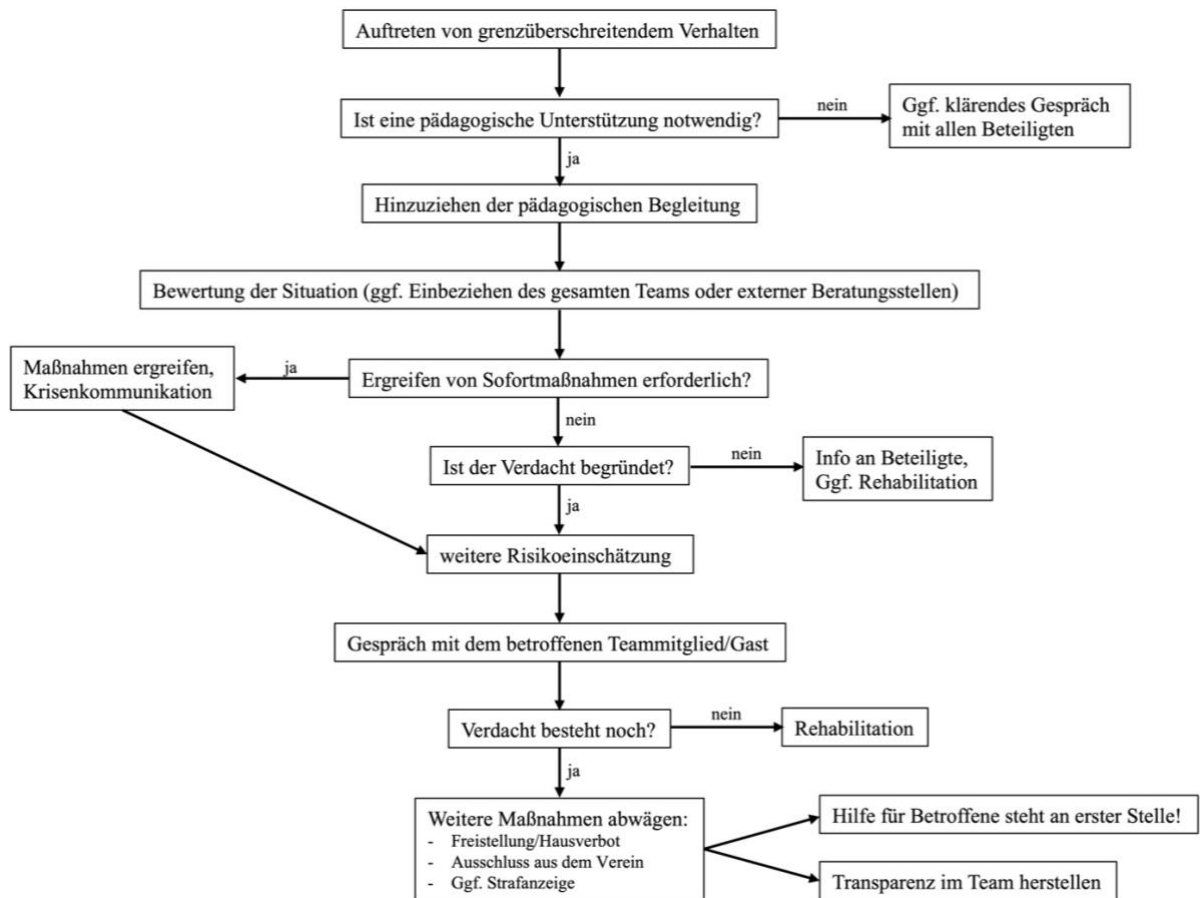 Auftreten von grenzüberschreitendem Verhalten
Ist eine pädagogische Unterstützung notwendig?
nein
Ggf. klärendes Gespräch
mit allen Beteiligten
ja
Hinzuziehen der pädagogischen Begleitung
Bewertung der Situation (ggf. Einbeziehen des gesamten Teams oder externer Beratungsstellen)
Maßnahmen ergreifen,
Krisenkommunikation
ja
Ergreifen von Sofortmaßnahmen erforderlich?
nein
Ist der Verdacht begründet?
nein
Info an Beteiligte,
Ggf. Rehabilitation
ja
weitere Risikoeinschätzung
Gespräch mit dem betroffenen Teammitglied/Gast
Verdacht besteht noch?
nein
Rehabilitation
ja
Weitere Maßnahmen abwägen:
- Freistellung/Hausverbot
- Ausschluss aus dem Verein
- Ggf. Strafanzeige
Hilfe für Betroffene steht an erster Stelle!
Transparenz im Team herstellen